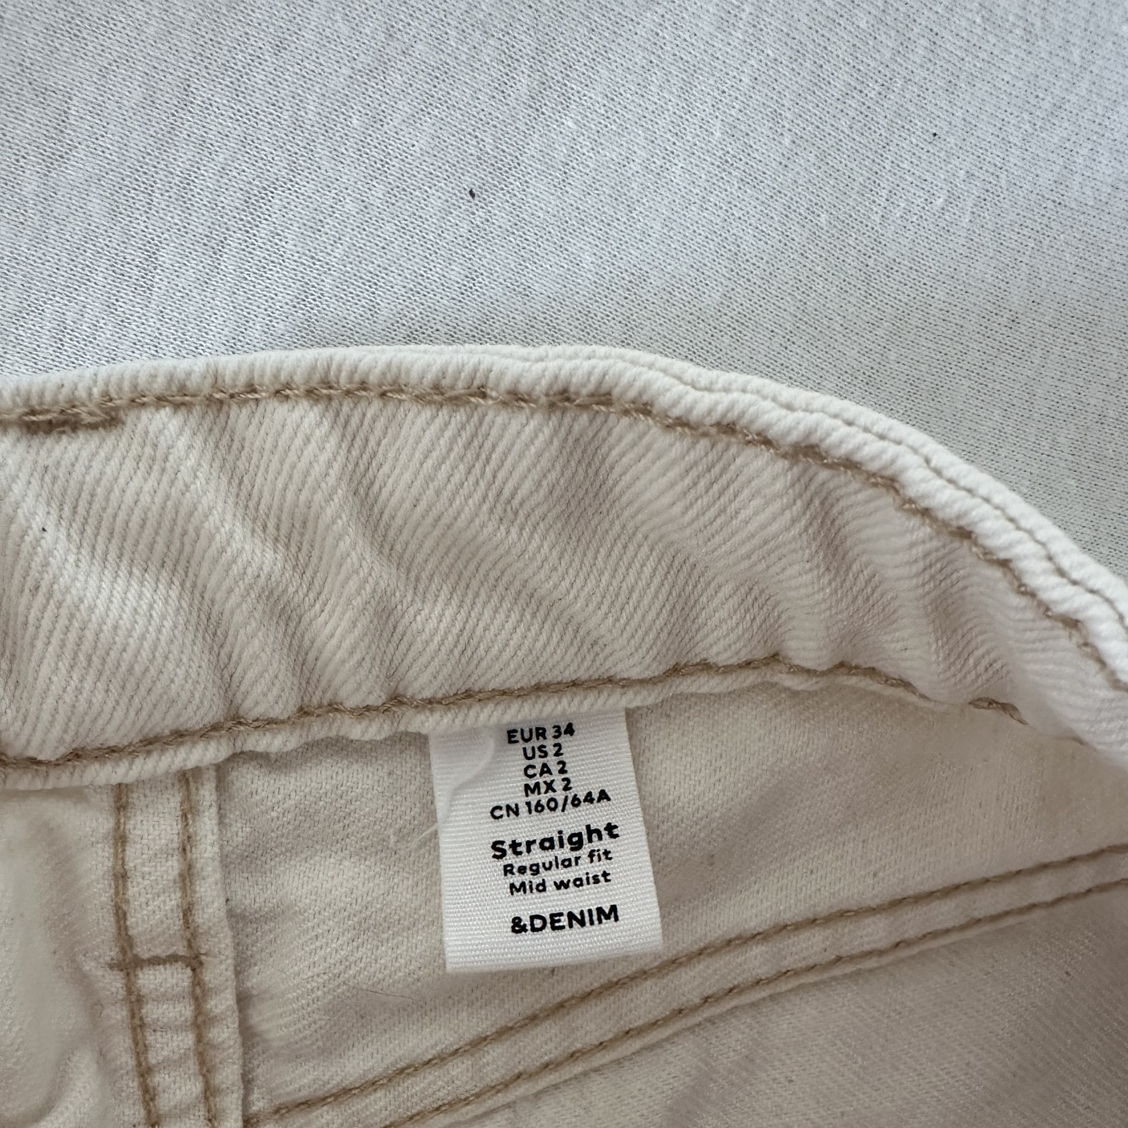 EUR 34
US 2
CA 2
MX 2
CN 160/64A
Straight
Regular fit
Mid waist
&DENIM